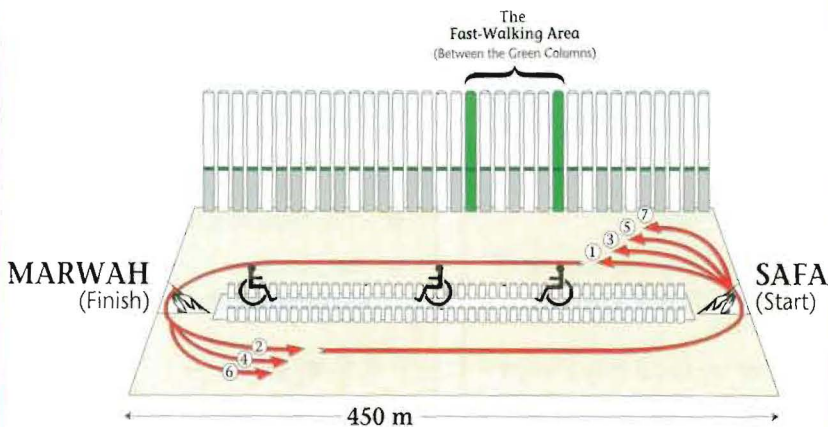 The
Fast-Walking Area
(Between the Green Columns)
7
5
3
1
MARWAH
(Finish)
SAFA
(Start)
2
4
6
450 m